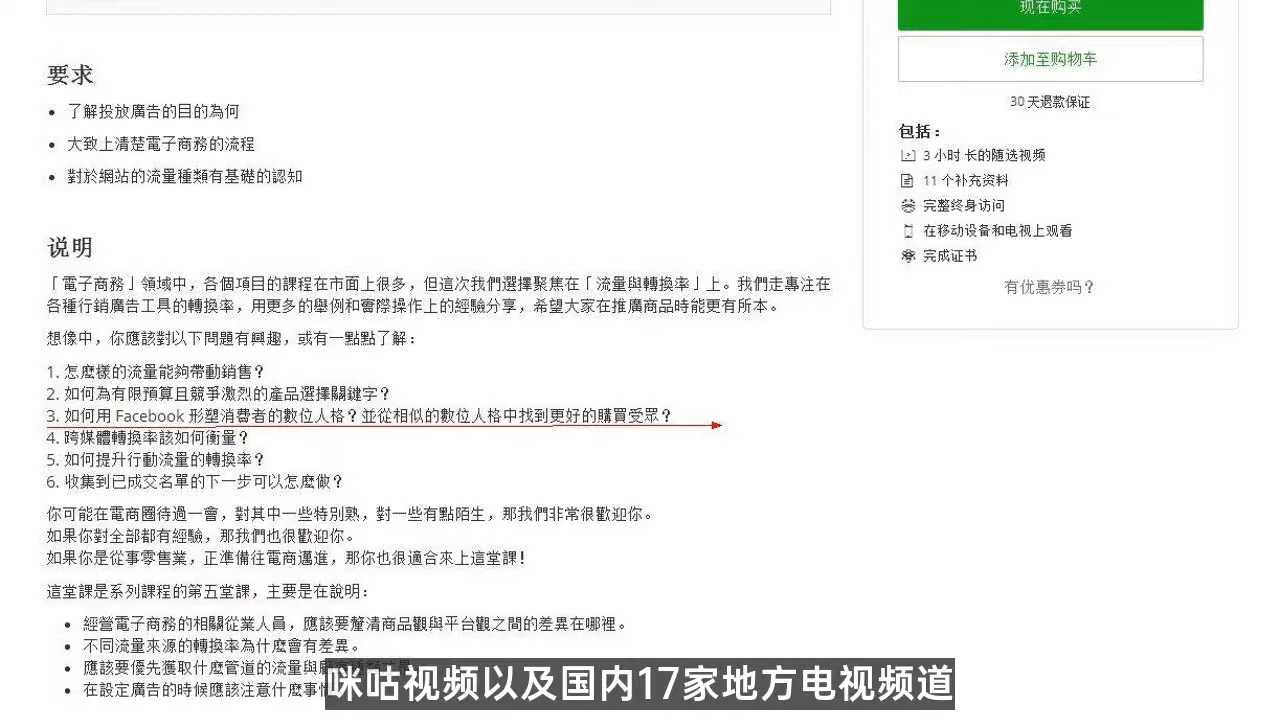 现在购买
添加至购物车
30 天退款保证
包括：
3 小时 长的随选视频
11 个补充资料
完整终身访问
在移动设备和电视上观看
完成证书
有优惠券吗？
要求
了解投放廣告的目的為何
大致上清楚電子商務的流程
對於網站的流量種類有基礎的認知
说明
「電子商務」領域中，各個項目的課程在市面上很多，但這次我們選擇聚焦在「流量與轉換率」上。我們走專注在
各種行銷廣告工具的轉換率，用更多的舉例和實際操作上的經驗分享，希望大家在推廣商品時能更有所本。
想像中，你應該對以下問題有興趣，或有一點點了解：
1. 怎麼樣的流量能夠帶動銷售？
2. 如何為有限預算且競爭激烈的產品選擇關鍵字？
3. 如何用 Facebook 形塑消費者的數位人格？並從相似的數位人格中找到更好的購買受眾？
4. 跨媒體轉換率該如何衡量？
5. 如何提升行動流量的轉換率？
6. 收集到已成交名單的下一步可以怎麼做？
你可能在電商圈待過一會，對其中一些特別熟，對一些有點陌生，那我們非常很歡迎你。
如果你對全部都有經驗，那我們也很歡迎你。
如果你是從事零售業，正準備往電商邁進，那你也很適合來上這堂課！
這堂課是系列課程的第五堂課，主要是在說明：
經營電子商務的相關從業人員，應該要釐清商品觀與平台觀之間的差異在哪裡。
不同流量來源的轉換率為什麼會有差異。
應該要優先獲取什麼管道的流量與
在設定廣告的時候應該注意什麼事
咪咕视频以及国内17家地方电视频道